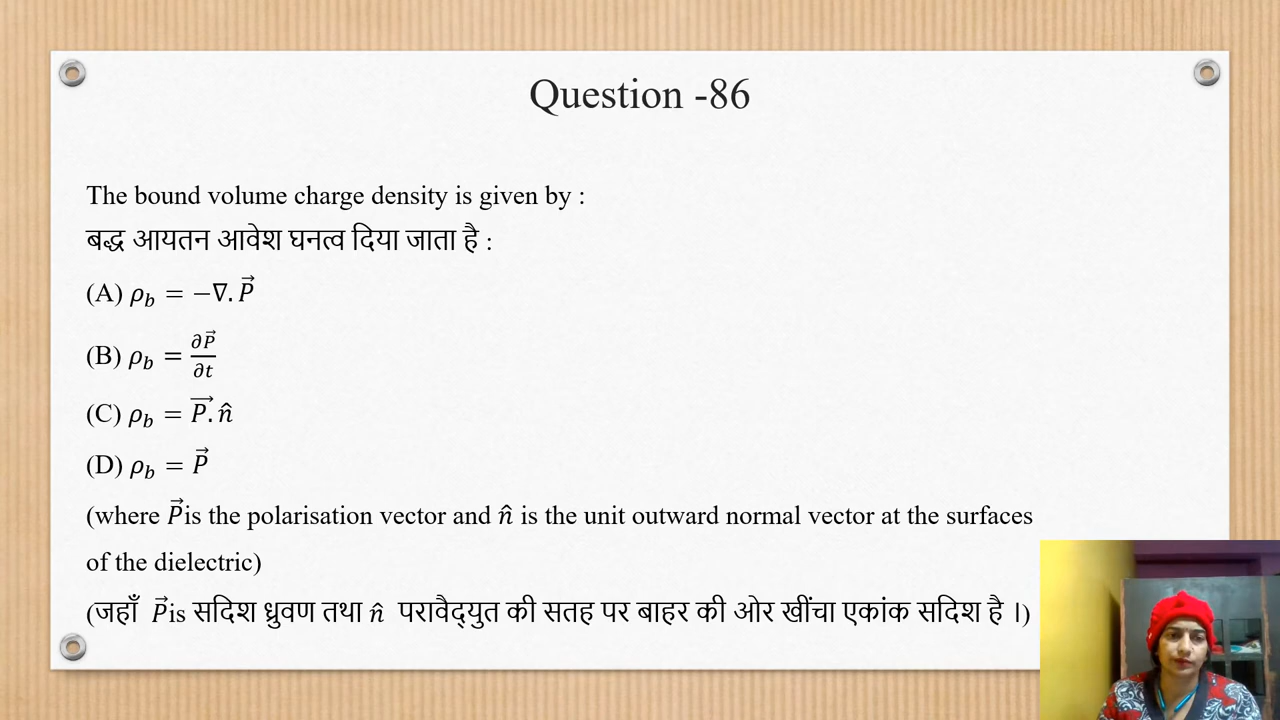 Question -86
The bound volume charge density is given by :
बद्ध आयतन आवेश घनत्व दिया जाता है :
(A) ρ_b = −∇. P⃗
(B) ρ_b = ∂P⃗/∂t
(C) ρ_b = P⃗. n̂
(D) ρ_b = P⃗
(where P⃗is the polarisation vector and n̂ is the unit outward normal vector at the surfaces
of the dielectric)
(जहाँ P⃗is सदिश ध्रुवण तथा n̂ परावैद्युत की सतह पर बाहर की ओर खींचा एकांक सदिश है ।)